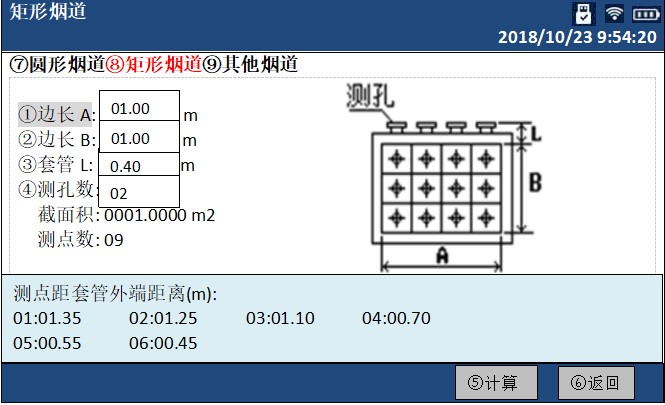 矩形烟道
2018/10/23 9:54:20
⑦圆形烟道⑧矩形烟道⑨其他烟道
①边长 A: 01.00 m
②边长 B: 01.00 m
③套管 L: 0.40 m
④测孔数: 02
截面积: 0001.0000 m2
测点数: 09
测孔
L
B
A
测点距套管外端距离(m):
01:01.35 02:01.25 03:01.10 04:00.70
05:00.55 06:00.45
⑤计算 ⑥返回